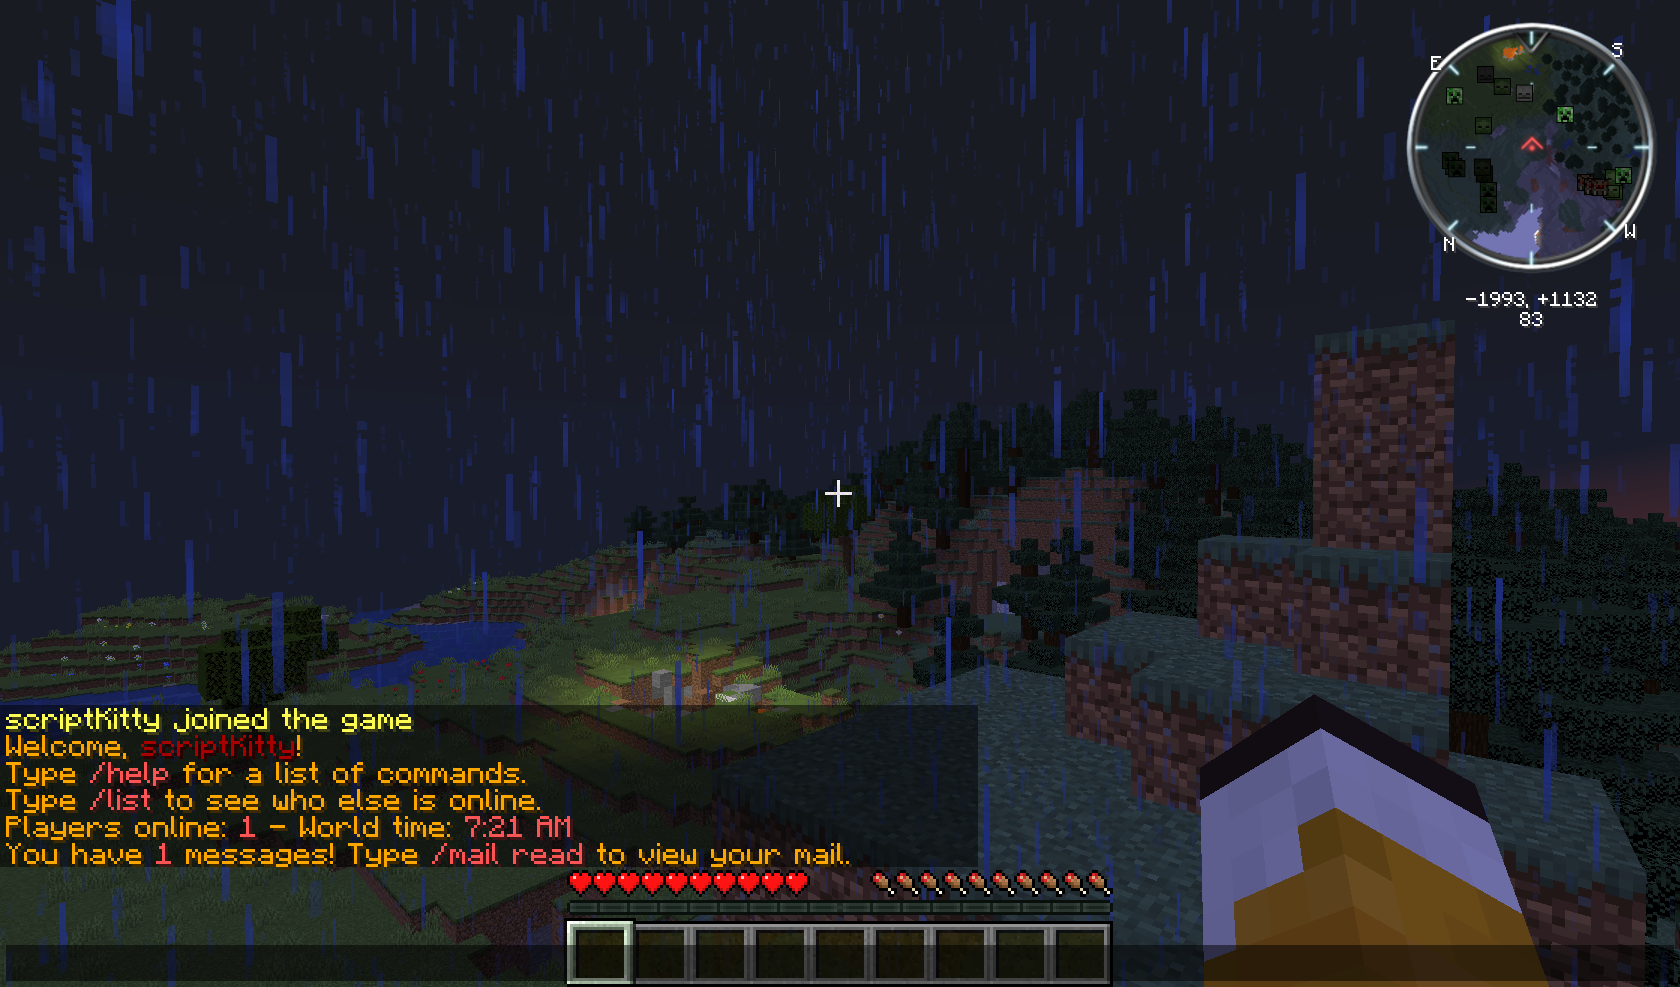 E
S
N
W
-1993, +1132
83
scriptKitty joined the game
Welcome, scriptKitty!
Type /help for a list of commands.
Type /list to see who else is online.
Players online: 1 - World time: 7:21 AM
You have 1 messages! Type /mail read to view your mail.